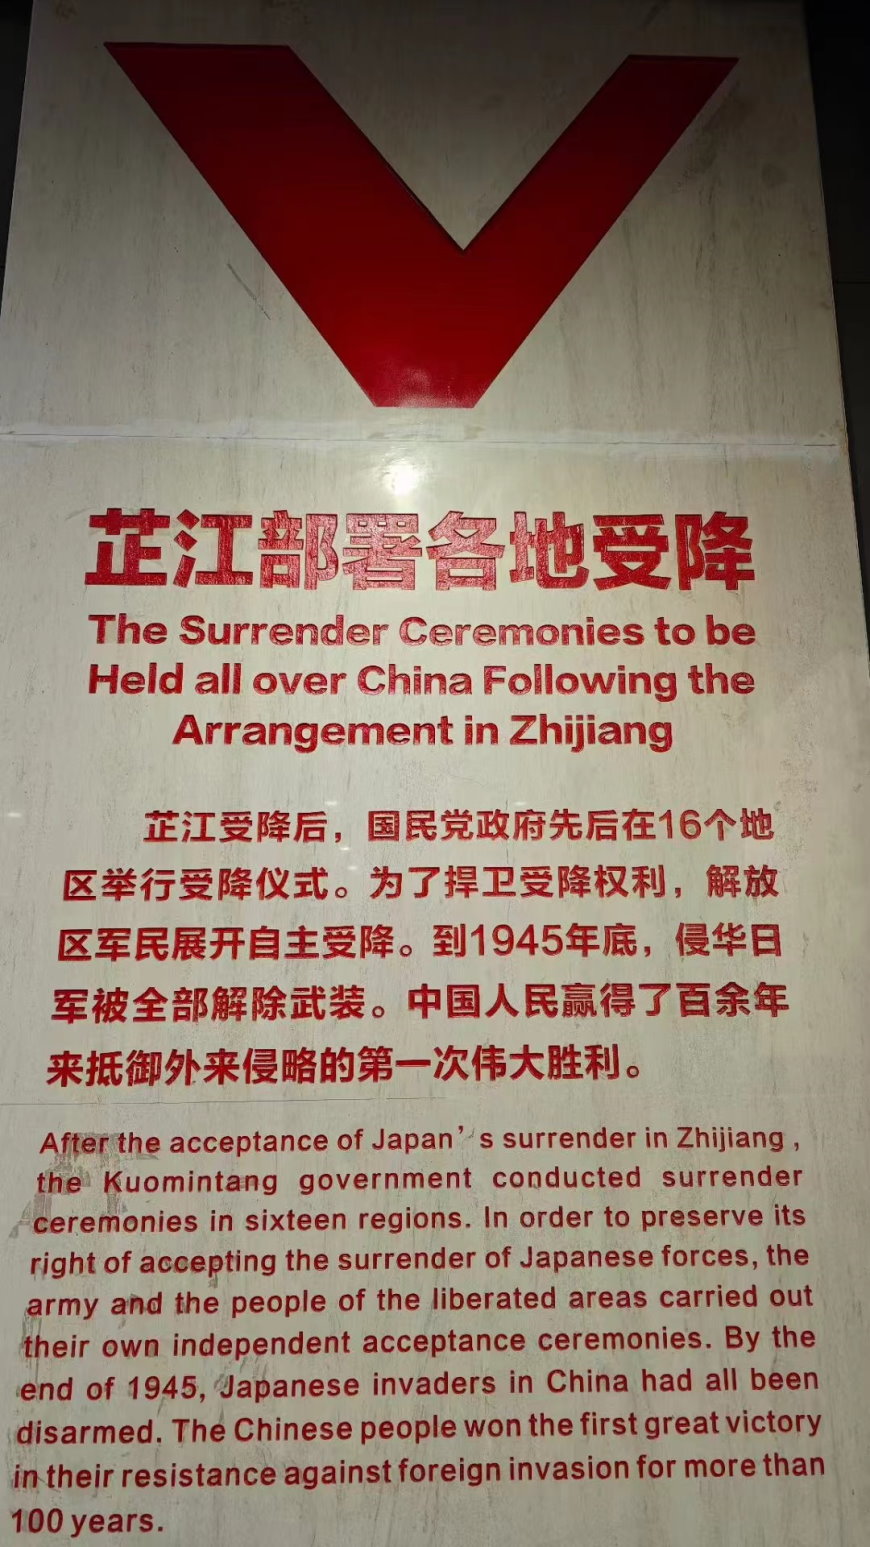 芷江部署各地受降
The Surrender Ceremonies to be
Held all over China Following the
Arrangement in Zhijiang
芷江受降后，国民党政府先后在16个地
区举行受降仪式。为了捍卫受降权利，解放
区军民展开自主受降。到1945年底，侵华日
军被全部解除武装。中国人民赢得了百余年
来抵御外来侵略的第一次伟大胜利。
After the acceptance of Japan’s surrender in Zhijiang ,
the Kuomintang government conducted surrender
ceremonies in sixteen regions. In order to preserve its
right of accepting the surrender of Japanese forces, the
army and the people of the liberated areas carried out
their own independent acceptance ceremonies. By the
end of 1945, Japanese invaders in China had all been
disarmed. The Chinese people won the first great victory
in their resistance against foreign invasion for more than
100 years.